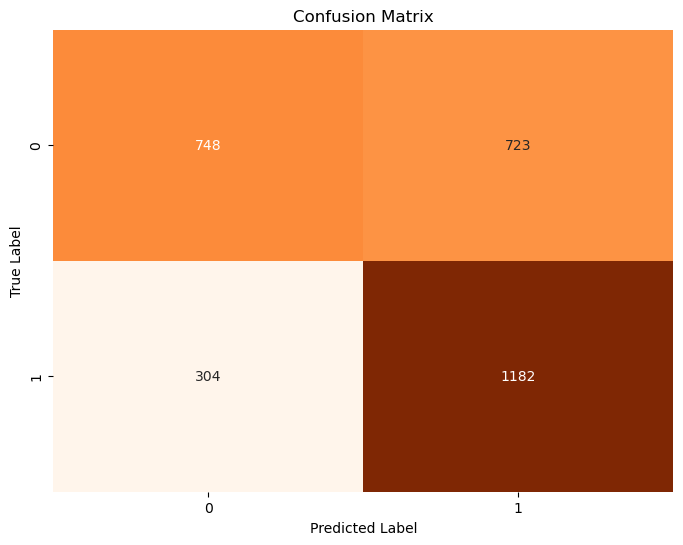 Confusion Matrix
True Label
0
748
723
1
304
1182
0
1
Predicted Label